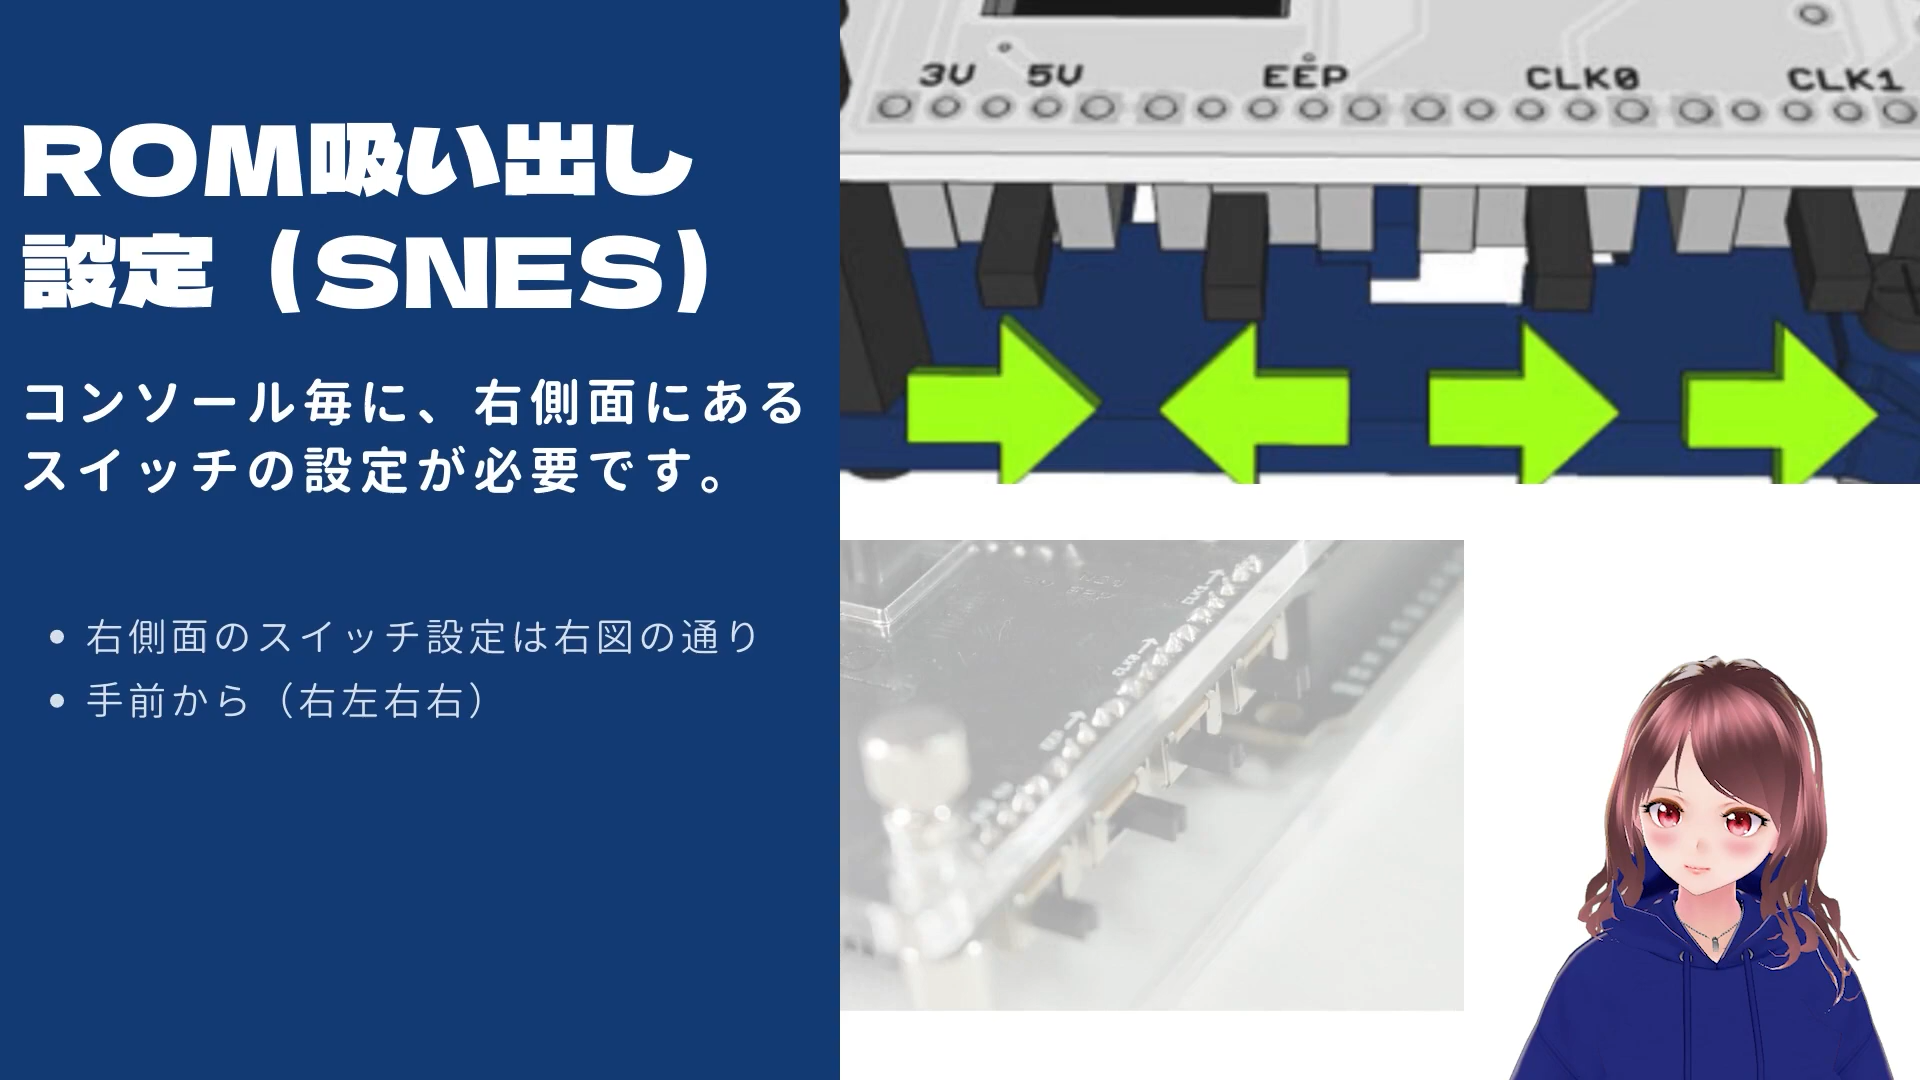 ROM吸い出し
設定（SNES）
コンソール毎に、右側面にある
スイッチの設定が必要です。
• 右側面のスイッチ設定は右図の通り
• 手前から（右左右右）
3V 5V EEP CLK0 CLK1
CLK1
CLK0